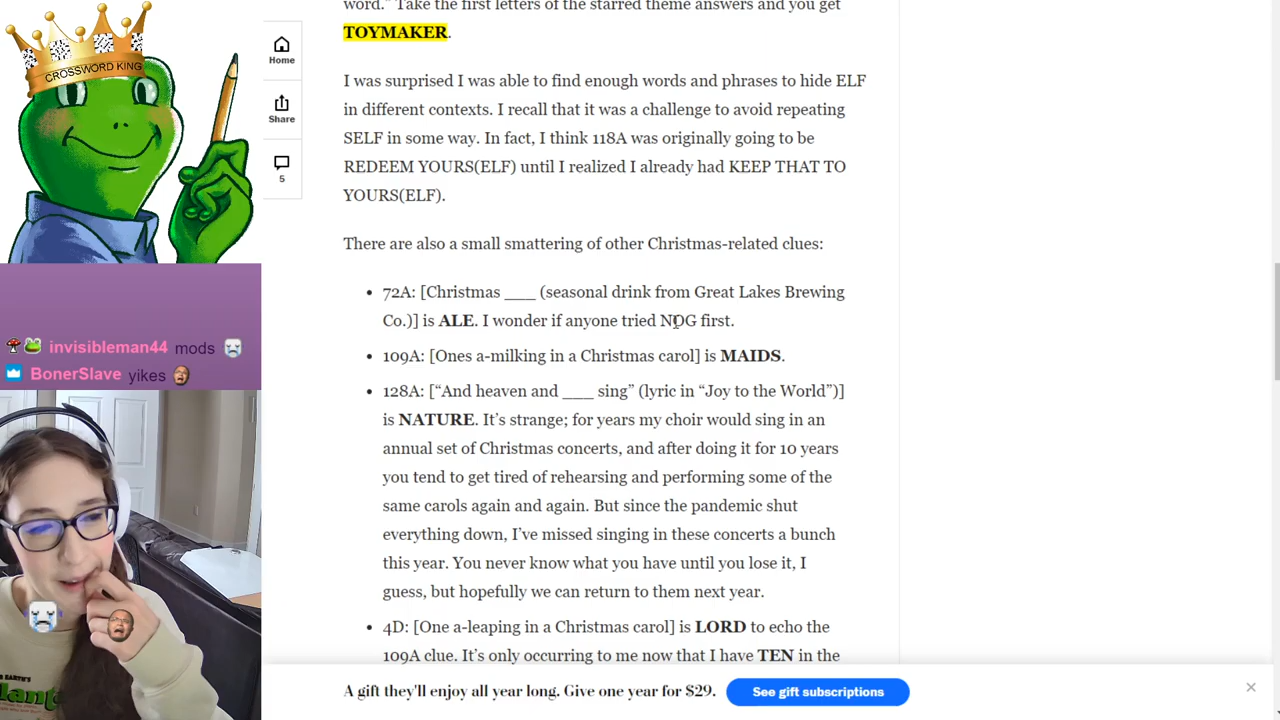 word." Take the first letters of the starred theme answers and you get
TOYMAKER.
CROSSWORD KING
Home
Share
5
I was surprised I was able to find enough words and phrases to hide ELF
in different contexts. I recall that it was a challenge to avoid repeating
SELF in some way. In fact, I think 118A was originally going to be
REDEEM YOURS(ELF) until I realized I already had KEEP THAT TO
YOURS(ELF).
There are also a small smattering of other Christmas-related clues:
• 72A: [Christmas ___ (seasonal drink from Great Lakes Brewing
Co.)] is ALE. I wonder if anyone tried NOG first.
• 109A: [Ones a-milking in a Christmas carol] is MAIDS.
• 128A: [“And heaven and ___ sing” (lyric in “Joy to the World”)]
is NATURE. It’s strange; for years my choir would sing in an
annual set of Christmas concerts, and after doing it for 10 years
you tend to get tired of rehearsing and performing some of the
same carols again and again. But since the pandemic shut
everything down, I’ve missed singing in these concerts a bunch
this year. You never know what you have until you lose it, I
guess, but hopefully we can return to them next year.
• 4D: [One a-leaping in a Christmas carol] is LORD to echo the
109A clue. It’s only occurring to me now that I have TEN in the
invisibleman44 mods
BonerSlave yikes
A gift they'll enjoy all year long. Give one year for $29.
See gift subscriptions